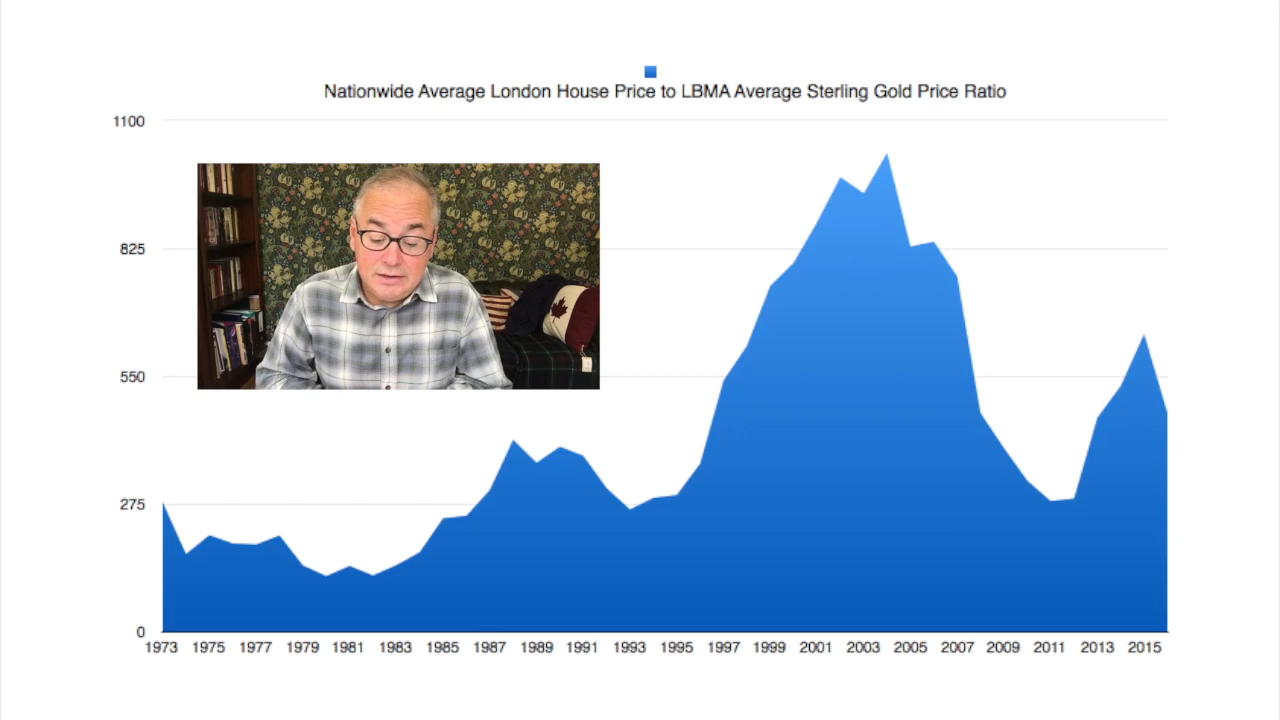 Nationwide Average London House Price to LBMA Average Sterling Gold Price Ratio
1100
825
550
275
0
1973 1975 1977 1979 1981 1983 1985 1987 1989 1991 1993 1995 1997 1999 2001 2003 2005 2007 2009 2011 2013 2015